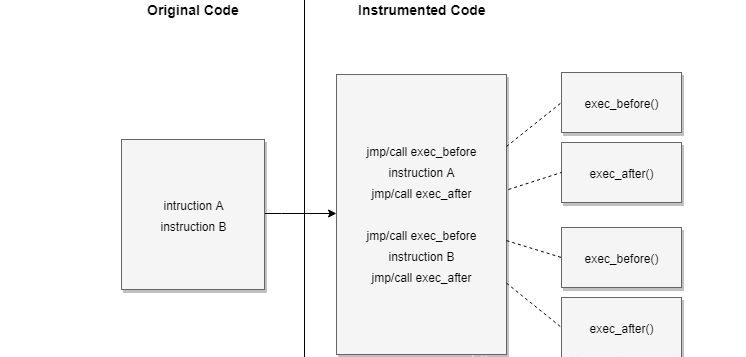 Original Code
Instrumented Code
intruction A
instruction B
jmp/call exec_before
instruction A
jmp/call exec_after
jmp/call exec_before
instruction B
jmp/call exec_after
exec_before()
exec_after()
exec_before()
exec_after()